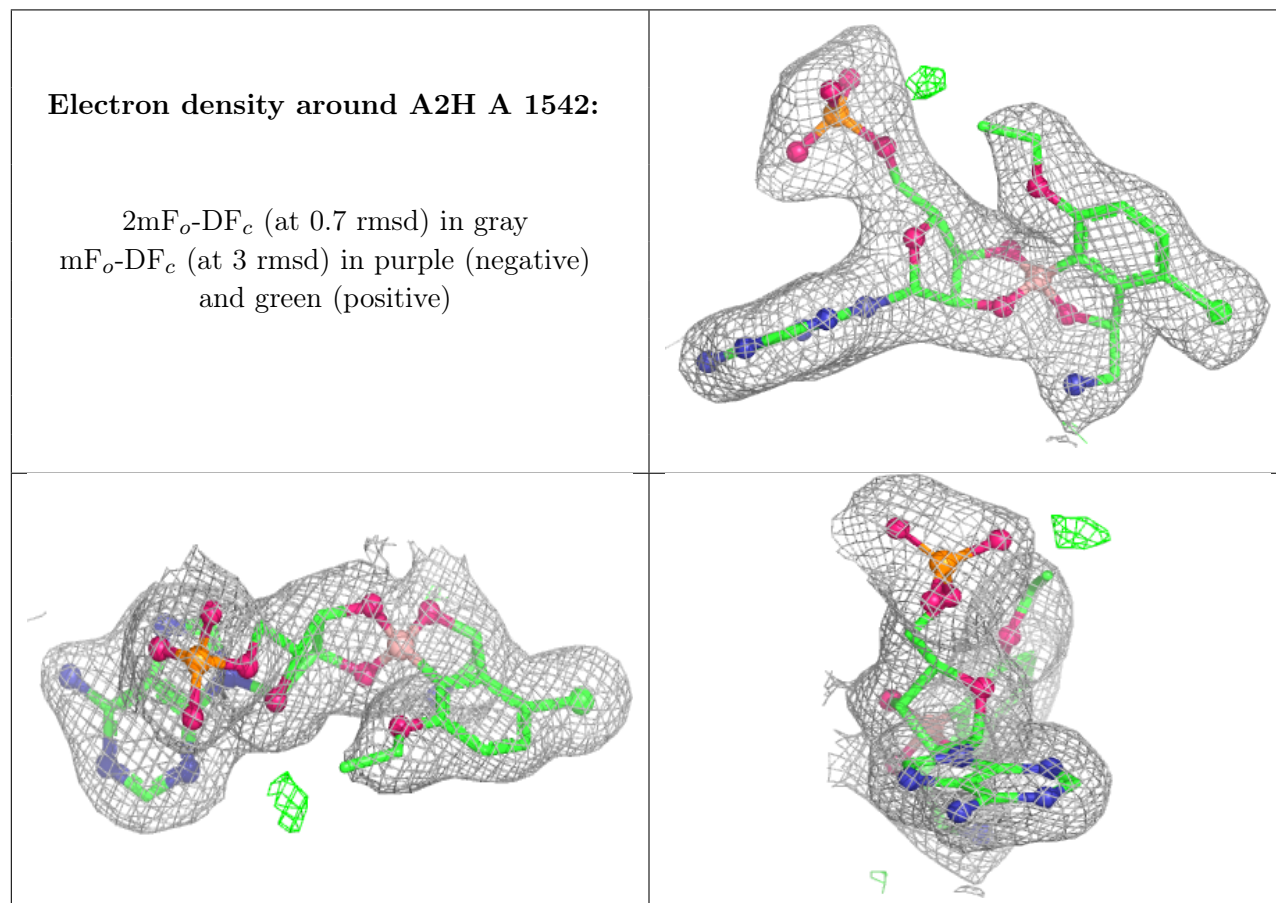 Electron density around A2H A 1542:
2mFo-DFc (at 0.7 rmsd) in gray
mFo-DFc (at 3 rmsd) in purple (negative)
and green (positive)